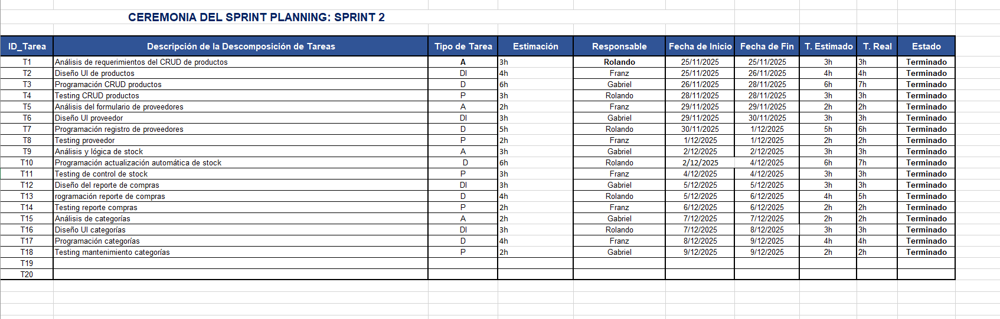 CEREMONIA DEL SPRINT PLANNING: SPRINT 2
ID_Tarea Descripción de la Descomposición de Tareas Tipo de Tarea Estimación Responsable Fecha de Inicio Fecha de Fin T. Estimado T. Real Estado
T1 Análisis de requerimientos del CRUD de productos A 3h Rolando 25/11/2025 25/11/2025 3h 3h Terminado
T2 Diseño UI de productos DI 4h Franz 25/11/2025 26/11/2025 4h 4h Terminado
T3 Programación CRUD productos D 6h Gabriel 26/11/2025 28/11/2025 6h 7h Terminado
T4 Testing CRUD productos P 3h Rolando 28/11/2025 28/11/2025 3h 3h Terminado
T5 Análisis del formulario de proveedores A 2h Franz 29/11/2025 29/11/2025 2h 2h Terminado
T6 Diseño UI proveedor DI 3h Gabriel 29/11/2025 30/11/2025 3h 3h Terminado
T7 Programación registro de proveedores D 5h Rolando 30/11/2025 1/12/2025 5h 6h Terminado
T8 Testing proveedor P 2h Franz 1/12/2025 1/12/2025 2h 2h Terminado
T9 Análisis y lógica de stock A 3h Gabriel 2/12/2025 2/12/2025 3h 3h Terminado
T10 Programación actualización automática de stock D 6h Rolando 2/12/2025 4/12/2025 6h 7h Terminado
T11 Testing de control de stock P 3h Franz 4/12/2025 4/12/2025 3h 3h Terminado
T12 Diseño del reporte de compras DI 3h Gabriel 5/12/2025 5/12/2025 3h 3h Terminado
T13 rogramación reporte de compras D 4h Rolando 5/12/2025 6/12/2025 4h 5h Terminado
T14 Testing reporte compras P 2h Franz 6/12/2025 6/12/2025 2h 2h Terminado
T15 Análisis de categorías A 2h Gabriel 7/12/2025 7/12/2025 2h 2h Terminado
T16 Diseño UI categorías DI 3h Rolando 7/12/2025 8/12/2025 3h 3h Terminado
T17 Programación categorías D 4h Franz 8/12/2025 9/12/2025 4h 4h Terminado
T18 Testing mantenimiento categorías P 2h Gabriel 9/12/2025 9/12/2025 2h 2h Terminado
T19
T20